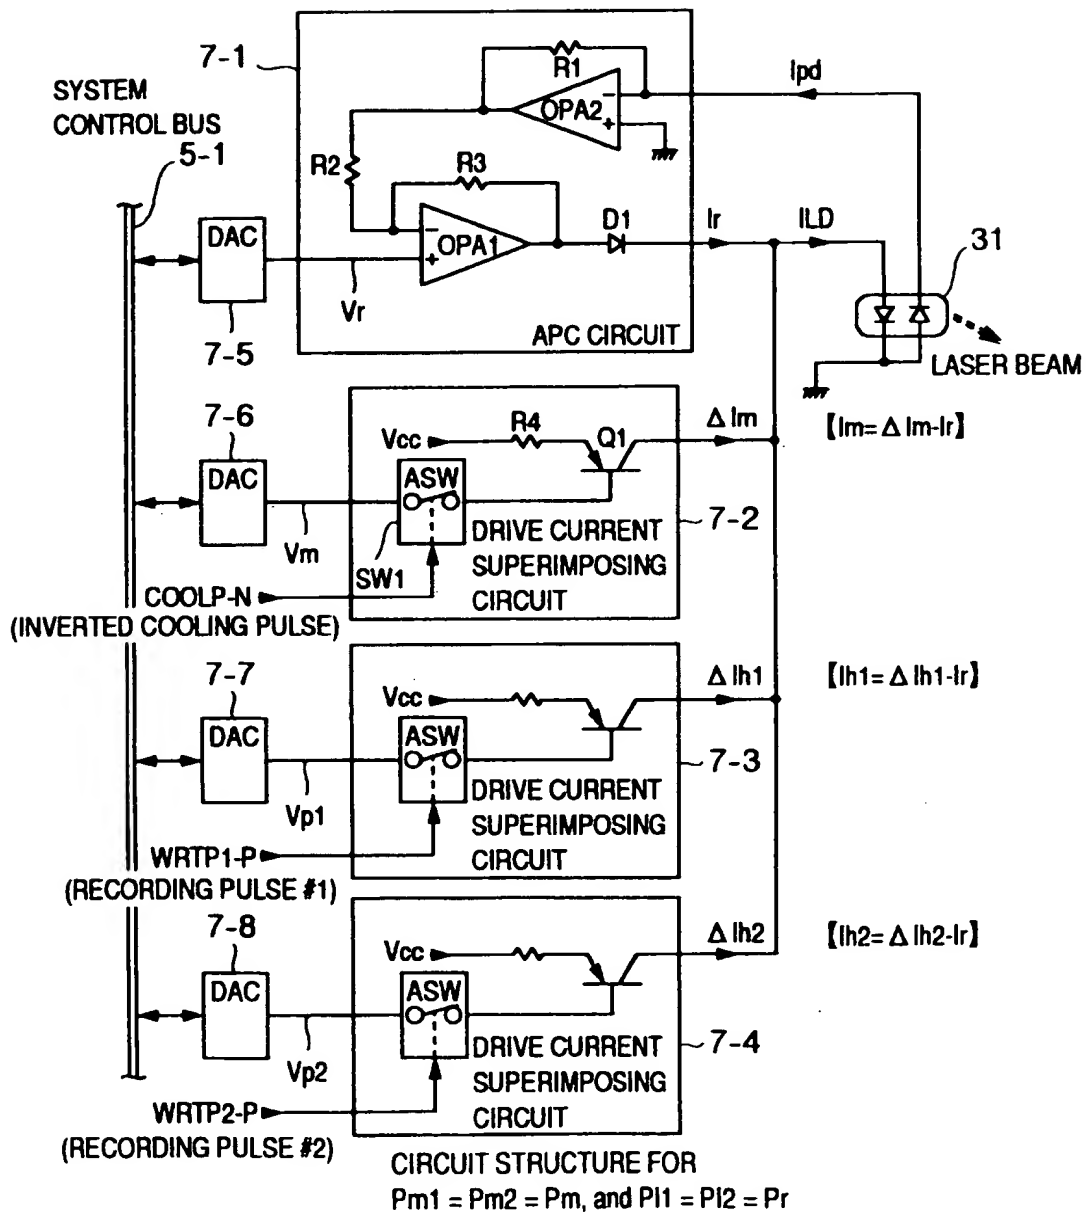 7-1
SYSTEM
CONTROL BUS
5-1
R1
OPA2
-
+
Ipd
R2
R3
DAC
-
OPA1
+
D1
Ir
ILD
31
Vr
7-5
APC CIRCUIT
LASER BEAM
7-6
DAC
Vcc
R4
Q1
Δ Im
【Im= Δ Im-Ir】
ASW
Vm
SW1
DRIVE CURRENT
SUPERIMPOSING
CIRCUIT
7-2
COOLP-N
(INVERTED COOLING PULSE)
7-7
DAC
Vcc
Δ Ih1
【Ih1= Δ Ih1-Ir】
ASW
7-3
Vp1
DRIVE CURRENT
SUPERIMPOSING
CIRCUIT
WRTP1-P
(RECORDING PULSE #1)
7-8
DAC
Vcc
Δ Ih2
【Ih2= Δ Ih2-Ir】
ASW
7-4
Vp2
DRIVE CURRENT
SUPERIMPOSING
CIRCUIT
WRTP2-P
(RECORDING PULSE #2)
CIRCUIT STRUCTURE FOR
Pm1 = Pm2 = Pm, and Pl1 = Pl2 = Pr